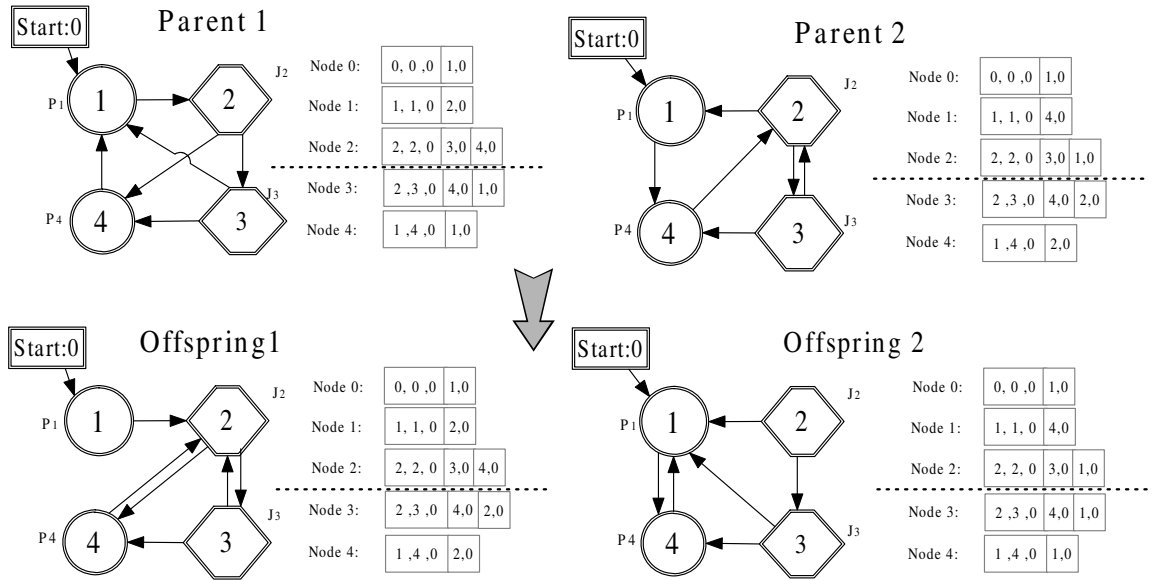 Parent 1
Start:0
1
2
J2
P1
4
3
J3
P4
Node 0: 0, 0 ,0 1,0
Node 1: 1, 1, 0 2,0
Node 2: 2, 2, 0 3,0 4,0
Node 3: 2 ,3 ,0 4,0 1,0
Node 4: 1 ,4 ,0 1,0
Parent 2
Start:0
1
2
J2
P1
4
3
J3
P4
Node 0: 0, 0 ,0 1,0
Node 1: 1, 1, 0 4,0
Node 2: 2, 2, 0 3,0 1,0
Node 3: 2 ,3 ,0 4,0 2,0
Node 4: 1 ,4 ,0 2,0
Offspring1
Start:0
1
2
J2
P1
4
3
J3
P4
Node 0: 0, 0 ,0 1,0
Node 1: 1, 1, 0 2,0
Node 2: 2, 2, 0 3,0 4,0
Node 3: 2 ,3 ,0 4,0 2,0
Node 4: 1 ,4 ,0 2,0
Offspring 2
Start:0
1
2
J2
P1
4
3
J3
P4
Node 0: 0, 0 ,0 1,0
Node 1: 1, 1, 0 4,0
Node 2: 2, 2, 0 3,0 1,0
Node 3: 2 ,3 ,0 4,0 1,0
Node 4: 1 ,4 ,0 1,0